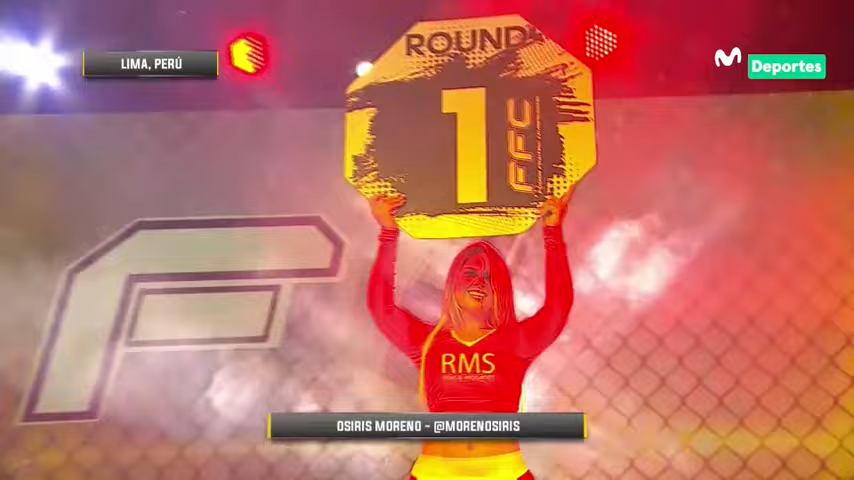 LIMA, PERÚ
Deportes
ROUND
1
FFC
RMS
OSIRIS MORENO - @MORENOSIRIS